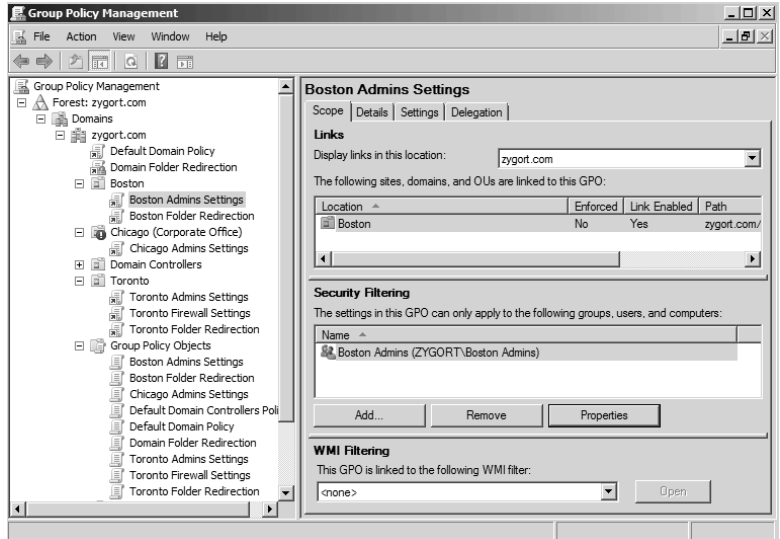 Group Policy Management
File Action View Window Help
Group Policy Management
Forest: zygort.com
Domains
zygort.com
Default Domain Policy
Domain Folder Redirection
Boston
Boston Admins Settings
Boston Folder Redirection
Chicago (Corporate Office)
Chicago Admins Settings
Domain Controllers
Toronto
Toronto Admins Settings
Toronto Firewall Settings
Toronto Folder Redirection
Group Policy Objects
Boston Admins Settings
Boston Folder Redirection
Chicago Admins Settings
Default Domain Controllers Poli
Default Domain Policy
Domain Folder Redirection
Toronto Admins Settings
Toronto Firewall Settings
Toronto Folder Redirection
Boston Admins Settings
Scope Details Settings Delegation
Links
Display links in this location: zygort.com
The following sites, domains, and OUs are linked to this GPO:
Location Enforced Link Enabled Path
Boston No Yes zygort.com/
Security Filtering
The settings in this GPO can only apply to the following groups, users, and computers:
Name
Boston Admins (ZYGORT\Boston Admins)
Add... Remove Properties
WMI Filtering
This GPO is linked to the following WMI filter:
<none> Open